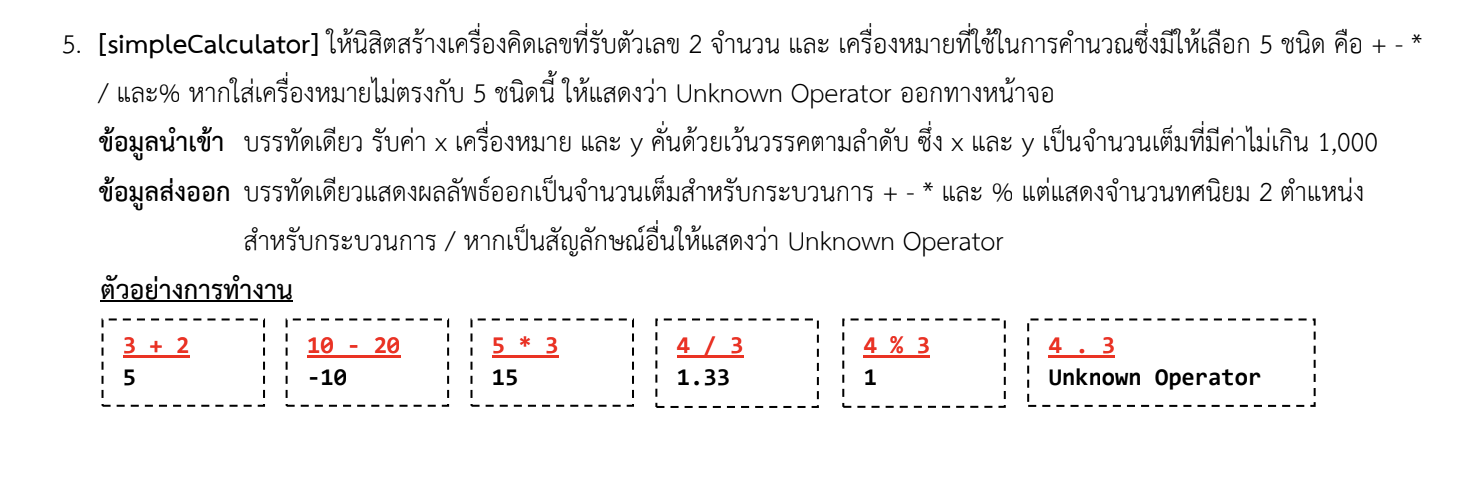 5. [simpleCalculator] ให้นิสิตสร้างเครื่องคิดเลขที่รับตัวเลข 2 จำนวน และ เครื่องหมายที่ใช้ในการคำนวณซึ่งมีให้เลือก 5 ชนิด คือ + - *
/ และ% หากใส่เครื่องหมายไม่ตรงกับ 5 ชนิดนี้ ให้แสดงว่า Unknown Operator ออกทางหน้าจอ
ข้อมูลนำเข้า บรรทัดเดียว รับค่า x เครื่องหมาย และ y คั่นด้วยเว้นวรรคตามลำดับ ซึ่ง x และ y เป็นจำนวนเต็มที่มีค่าไม่เกิน 1,000
ข้อมูลส่งออก บรรทัดเดียวแสดงผลลัพธ์ออกเป็นจำนวนเต็มสำหรับกระบวนการ + - * และ % แต่แสดงจำนวนทศนิยม 2 ตำแหน่ง
สำหรับกระบวนการ / หากเป็นสัญลักษณ์อื่นให้แสดงว่า Unknown Operator
ตัวอย่างการทำงาน
3 + 2
5
10 - 20
-10
5 * 3
15
4 / 3
1.33
4 % 3
1
4 . 3
Unknown Operator